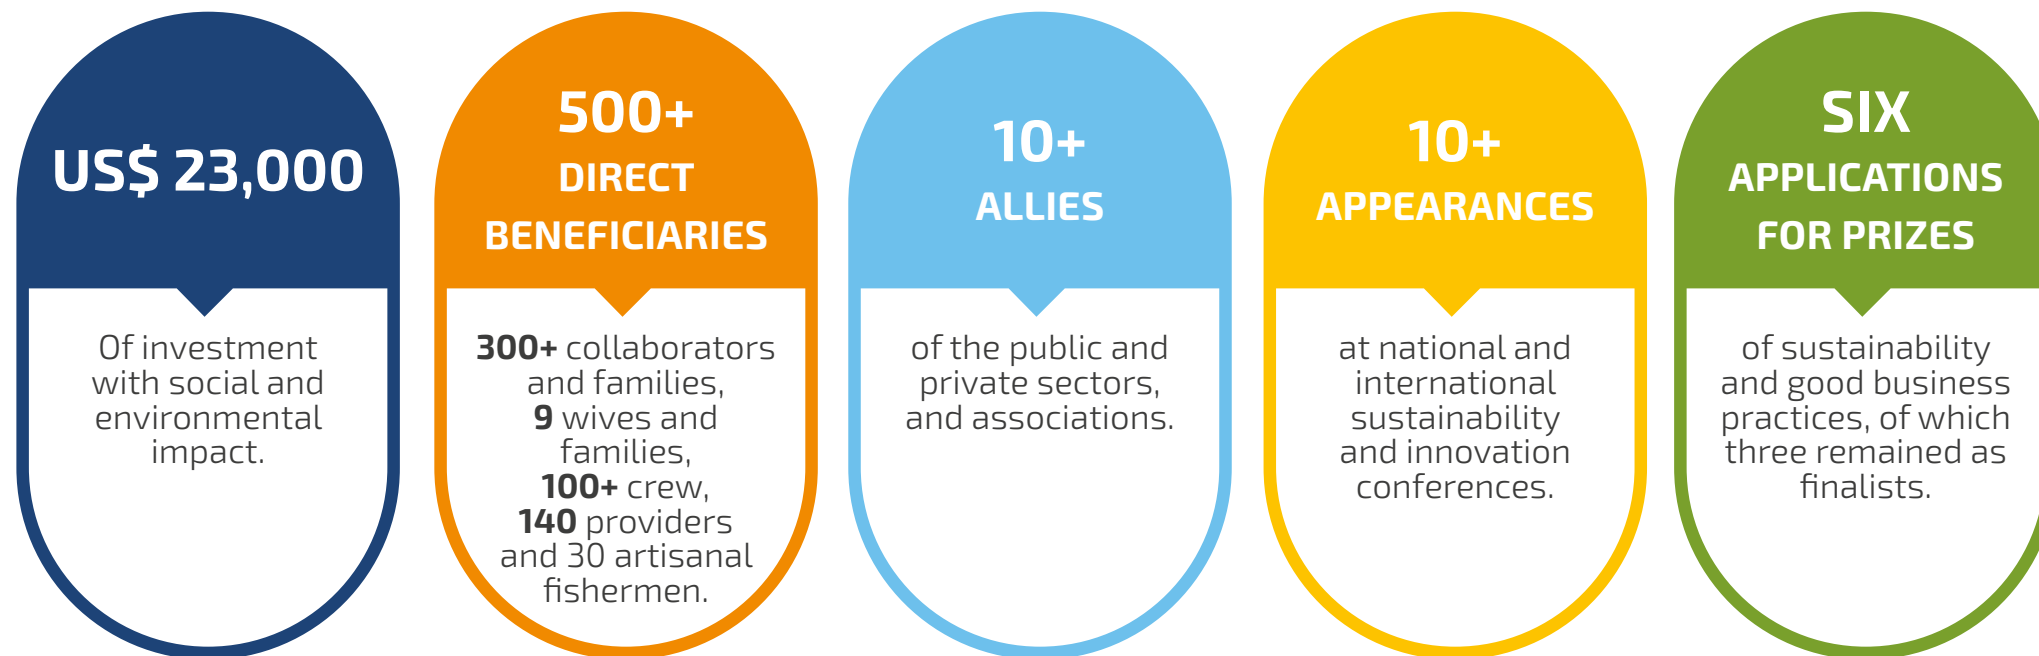 US$ 23,000
Of investment
with social and
environmental
impact.
500+
DIRECT
BENEFICIARIES
300+ collaborators
and families,
9 wives and
families,
100+ crew,
140 providers
and 30 artisanal
fishermen.
10+
ALLIES
of the public and
private sectors,
and associations.
10+
APPEARANCES
at national and
international
sustainability
and innovation
conferences.
SIX
APPLICATIONS
FOR PRIZES
of sustainability
and good business
practices, of which
three remained as
finalists.